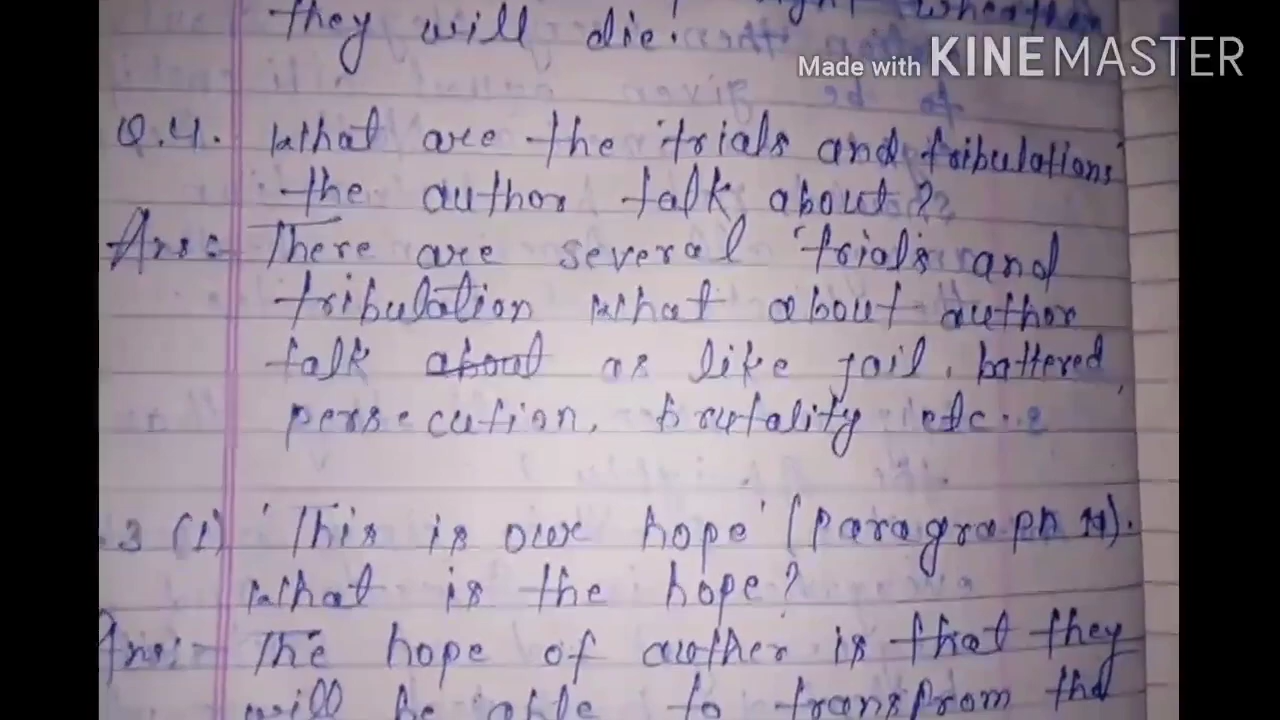 whether
they will die.
Made with KINEMASTER
Q.4. What are the trials and tribulations
the author talk about?
Ans:- There are several trials and
tribulation what about author
talk about as like jail, battered,
persecution, brutality etc..
3 (1) 'This is our hope' (Paragraph
What is the hope?
Ans:- The hope of author is that they
will be able to transfrom the